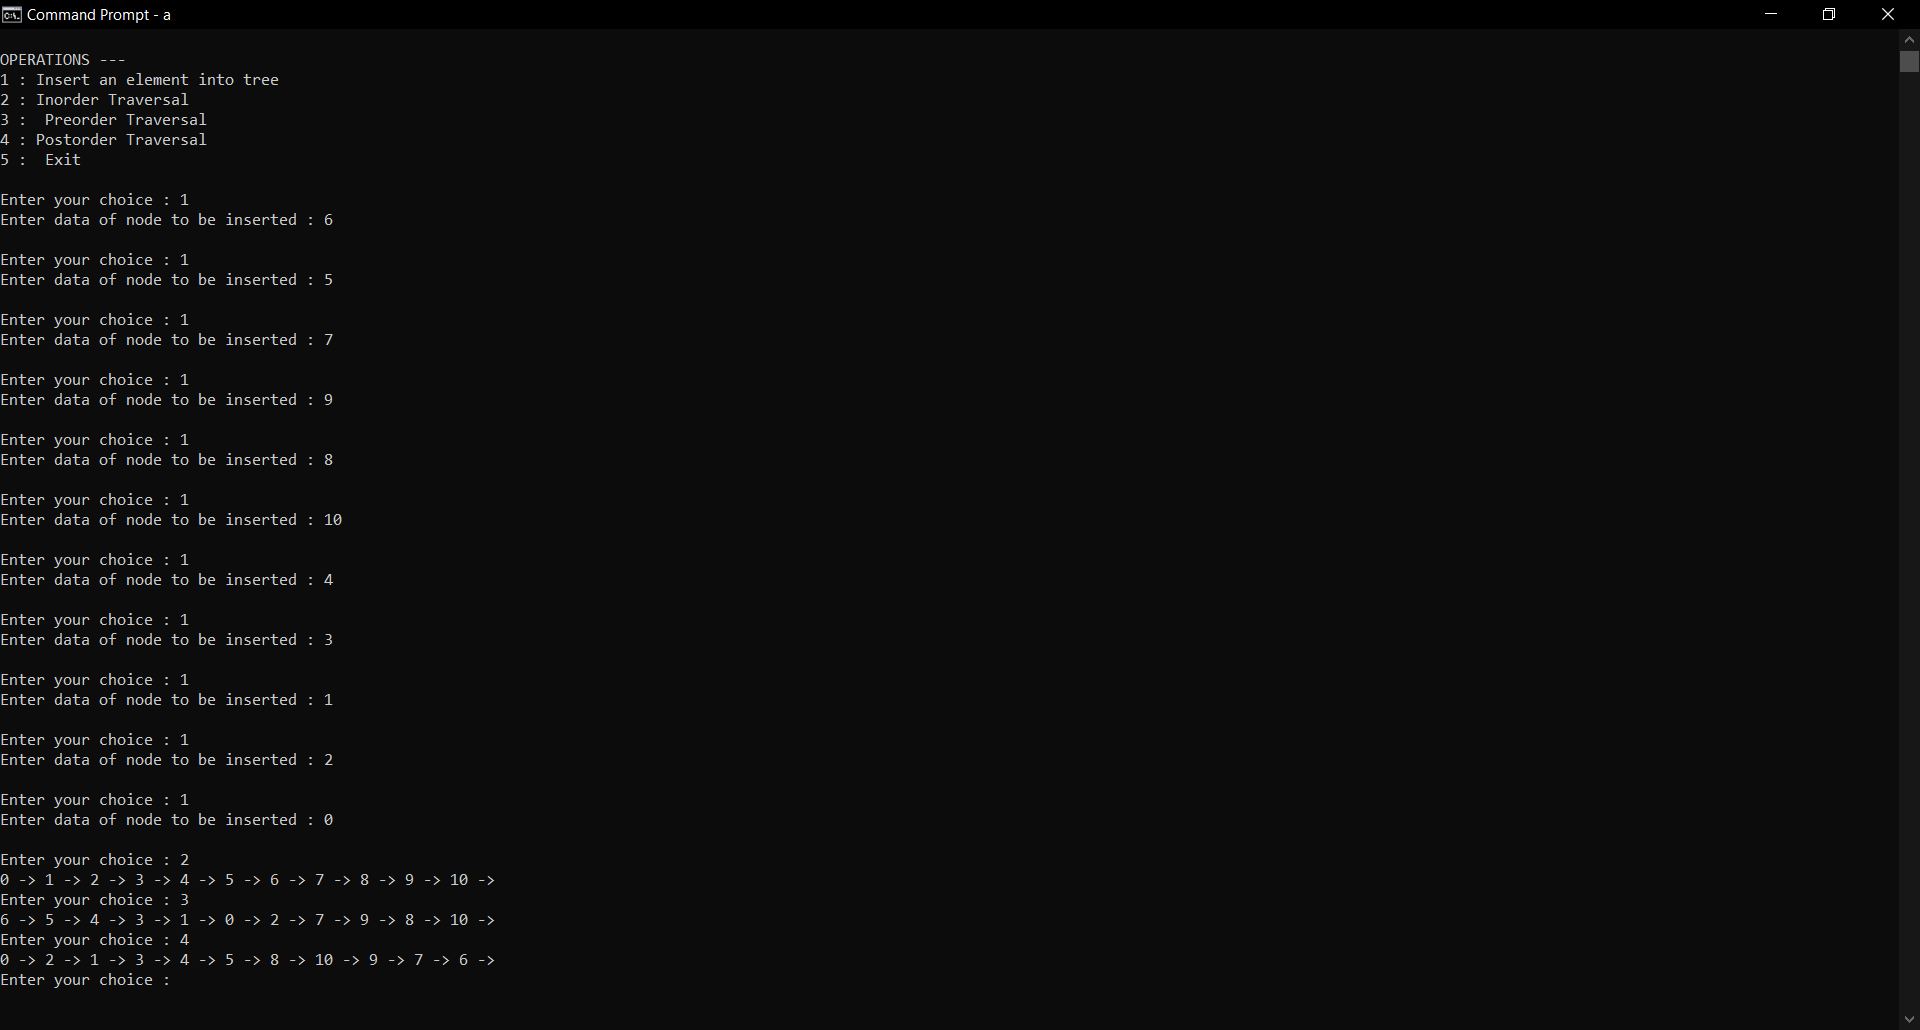 Command Prompt - a
OPERATIONS ---
1 : Insert an element into tree
2 : Inorder Traversal
3 :  Preorder Traversal
4 : Postorder Traversal
5 :  Exit
Enter your choice : 1
Enter data of node to be inserted : 6
Enter your choice : 1
Enter data of node to be inserted : 5
Enter your choice : 1
Enter data of node to be inserted : 7
Enter your choice : 1
Enter data of node to be inserted : 9
Enter your choice : 1
Enter data of node to be inserted : 8
Enter your choice : 1
Enter data of node to be inserted : 10
Enter your choice : 1
Enter data of node to be inserted : 4
Enter your choice : 1
Enter data of node to be inserted : 3
Enter your choice : 1
Enter data of node to be inserted : 1
Enter your choice : 1
Enter data of node to be inserted : 2
Enter your choice : 1
Enter data of node to be inserted : 0
Enter your choice : 2
0 -> 1 -> 2 -> 3 -> 4 -> 5 -> 6 -> 7 -> 8 -> 9 -> 10 ->
Enter your choice : 3
6 -> 5 -> 4 -> 3 -> 1 -> 0 -> 2 -> 7 -> 9 -> 8 -> 10 ->
Enter your choice : 4
0 -> 2 -> 1 -> 3 -> 4 -> 5 -> 8 -> 10 -> 9 -> 7 -> 6 ->
Enter your choice :